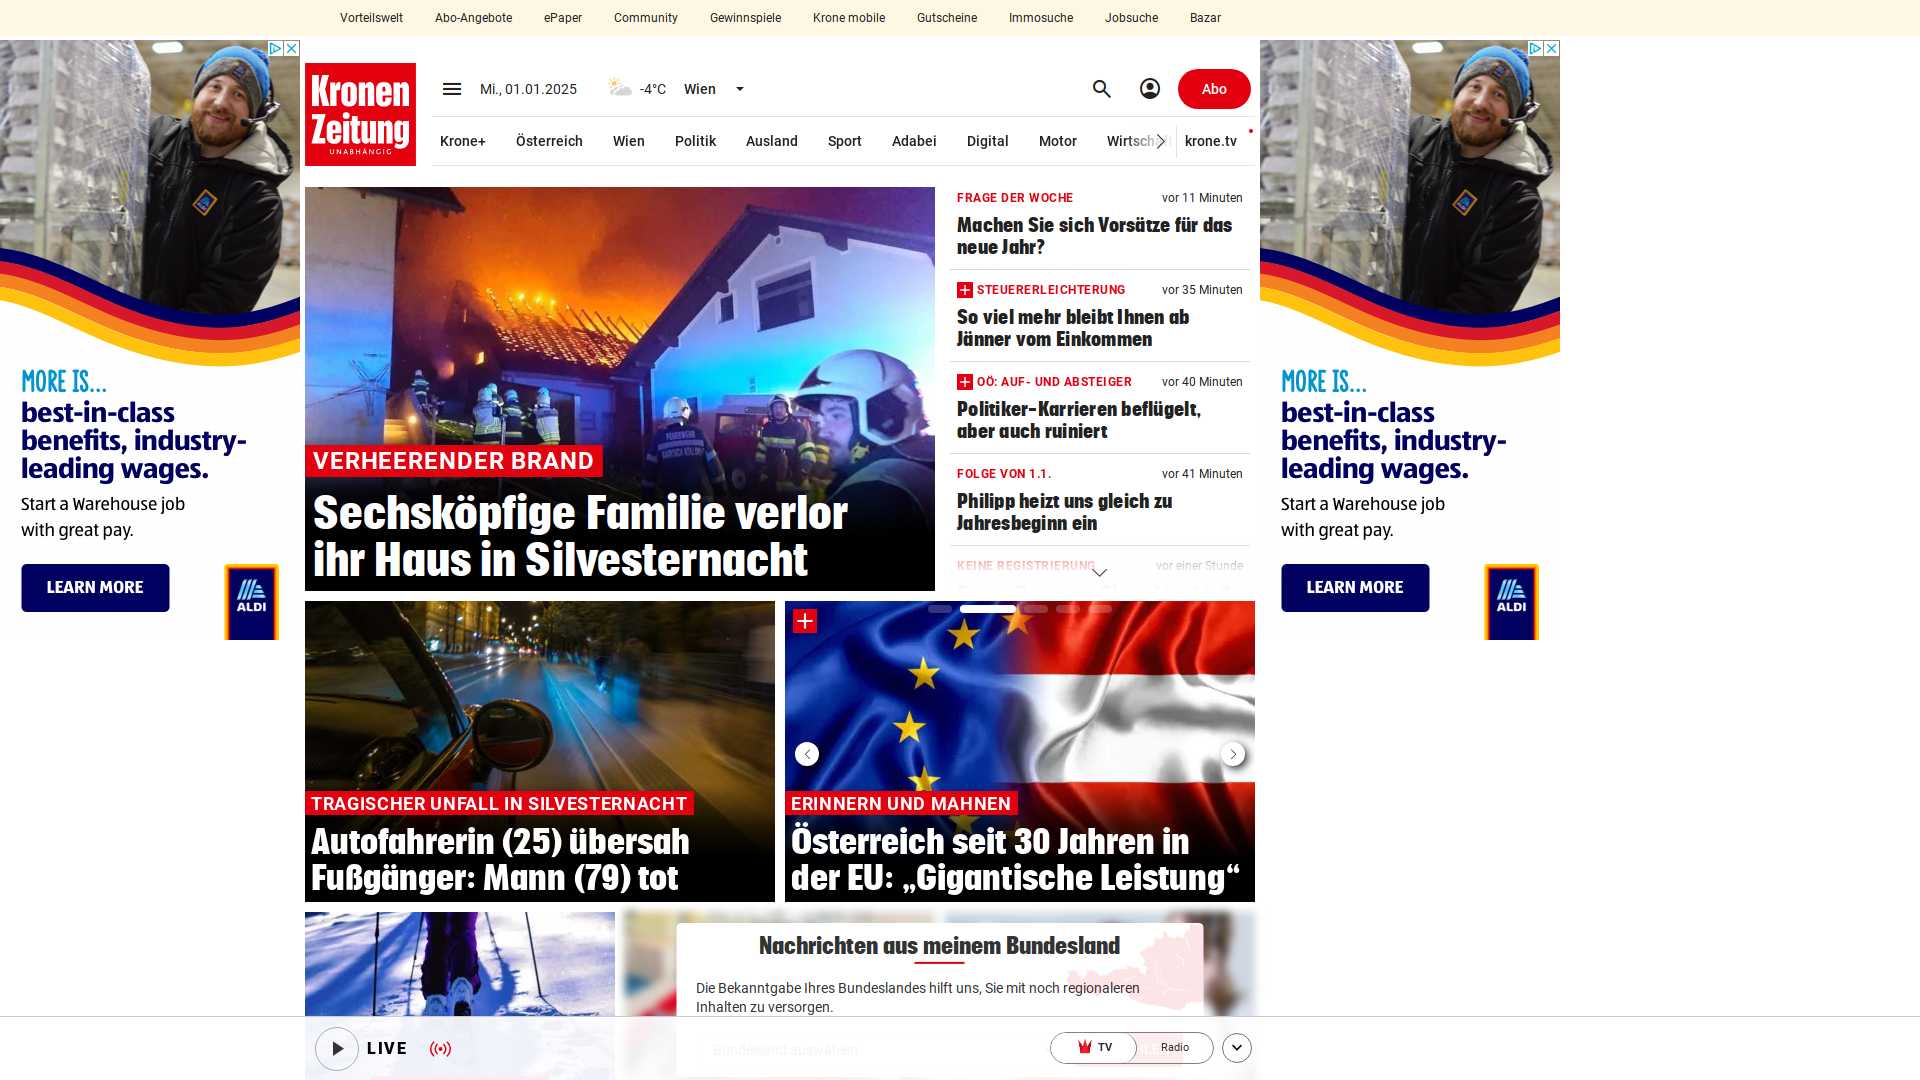 Vorteilswelt Abo-Angebote ePaper Community Gewinnspiele Krone mobile Gutscheine Immosuche Jobsuche Bazar
Kronen
Zeitung
UNABHÄNGIG
Mi., 01.01.2025 -4°C Wien
Abo
Krone+ Österreich Wien Politik Ausland Sport Adabei Digital Motor Wirtschaft krone.tv
MORE IS...
best-in-class
benefits, industry-
leading wages.
Start a Warehouse job
with great pay.
LEARN MORE
ALDI
VERHEERENDER BRAND
Sechsköpfige Familie verlor
ihr Haus in Silvesternacht
FRAGE DER WOCHE vor 11 Minuten
Machen Sie sich Vorsätze für das
neue Jahr?
STEUERERLEICHTERUNG vor 35 Minuten
So viel mehr bleibt Ihnen ab
Jänner vom Einkommen
OÖ: AUF- UND ABSTEIGER vor 40 Minuten
Politiker-Karrieren beflügelt,
aber auch ruiniert
FOLGE VON 1.1. vor 41 Minuten
Philipp heizt uns gleich zu
Jahresbeginn ein
KEINE REGISTRIERUNG vor einer Stunde
MORE IS...
best-in-class
benefits, industry-
leading wages.
Start a Warehouse job
with great pay.
LEARN MORE
ALDI
TRAGISCHER UNFALL IN SILVESTERNACHT
Autofahrerin (25) übersah
Fußgänger: Mann (79) tot
ERINNERN UND MAHNEN
Österreich seit 30 Jahren in
der EU: „Gigantische Leistung“
Nachrichten aus meinem Bundesland
Die Bekanntgabe Ihres Bundeslandes hilft uns, Sie mit noch regionaleren
Inhalten zu versorgen.
Bundesland auswählen
LIVE
TV Radio